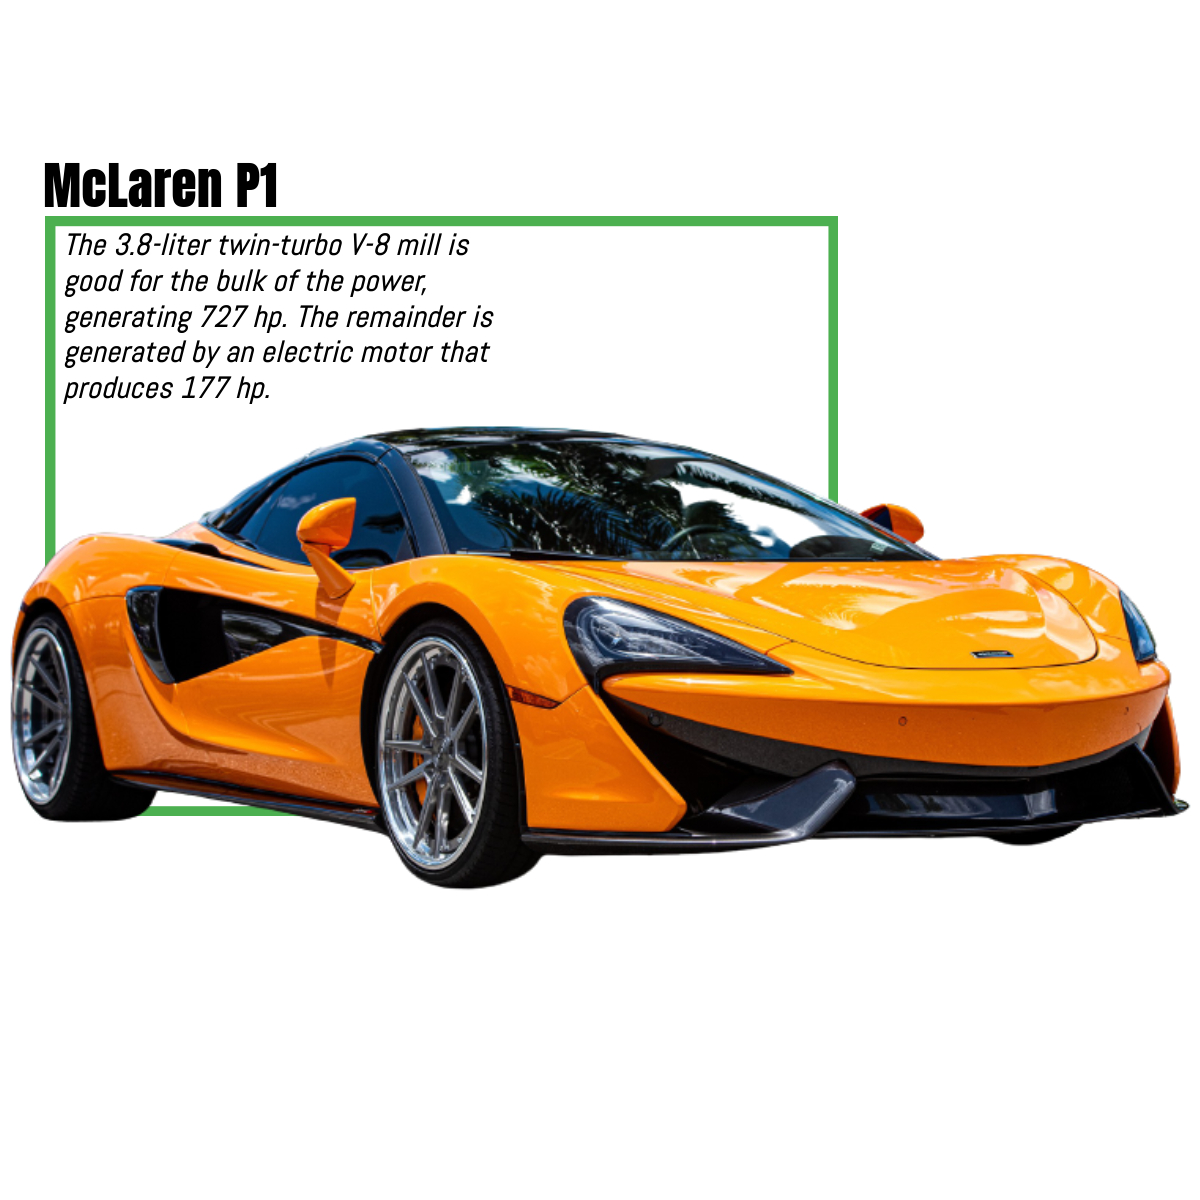 McLaren P1
The 3.8-liter twin-turbo V-8 mill is
good for the bulk of the power,
generating 727 hp. The remainder is
generated by an electric motor that
produces 177 hp.